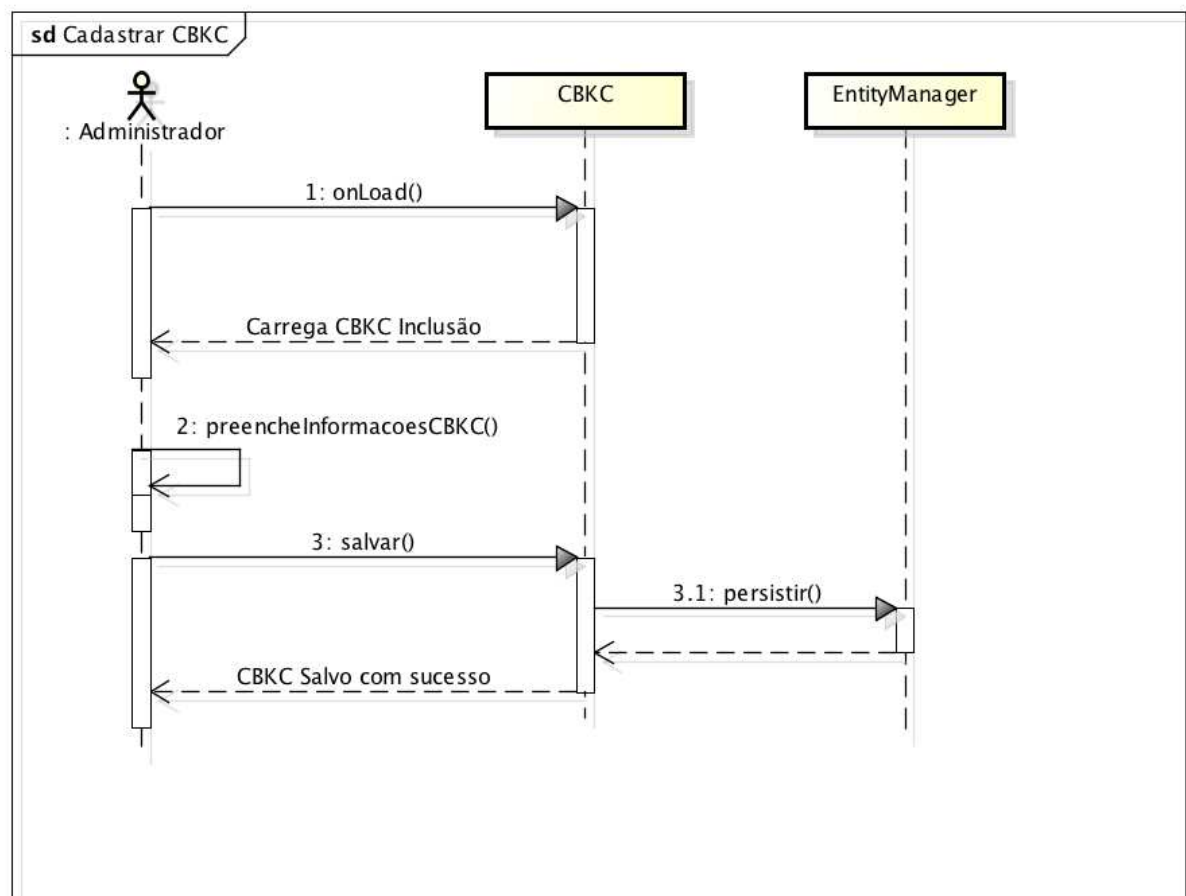 sd Cadastrar CBKC
: Administrador
CBKC
EntityManager
1: onLoad()
Carrega CBKC Inclusão
2: preencheInformacoesCBKC()
3: salvar()
3.1: persistir()
CBKC Salvo com sucesso